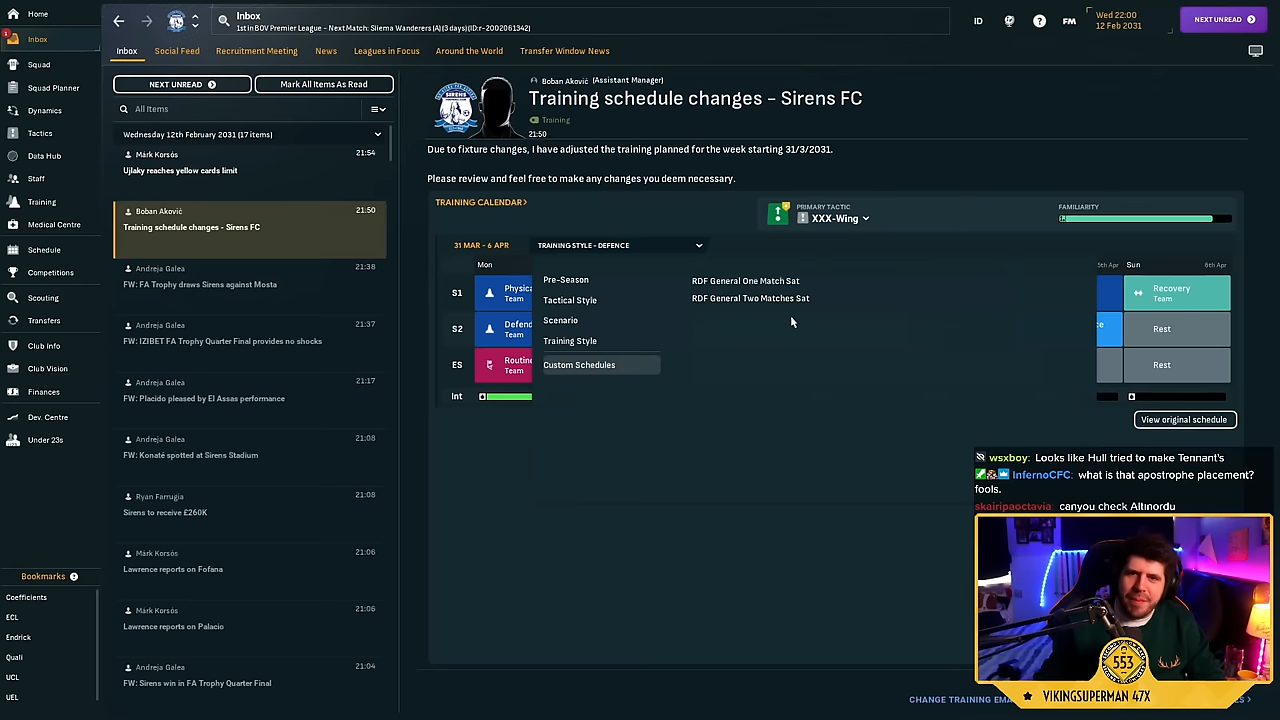 Home
Inbox
Squad
Squad Planner
Dynamics
Tactics
Data Hub
Staff
Training
Medical Centre
Schedule
Competitions
Scouting
Transfers
Club Info
Club Vision
Finances
Dev. Centre
Under 23s
Bookmarks
Coefficients
ECL
Endrick
Quali
UCL
UEL
Inbox
1st in BOV Premier League - Next Match: Sliema Wanderers (A) (3 days) (ID:r-2002061342)
ID
FM
Wed 22:00
12 Feb 2031
NEXT UNREAD
Inbox
Social Feed
Recruitment Meeting
News
Leagues in Focus
Around the World
Transfer Window News
NEXT UNREAD
Mark All Items As Read
All Items
Wednesday 12th February 2031 (17 items)
Márk Korsós 21:54
Ujlaky reaches yellow cards limit
Boban Aković 21:50
Training schedule changes - Sirens FC
Andreja Galea 21:38
FW: FA Trophy draws Sirens against Mosta
Andreja Galea 21:37
FW: IZIBET FA Trophy Quarter Final provides no shocks
Andreja Galea 21:17
FW: Placido pleased by El Assas performance
Andreja Galea 21:08
FW: Konaté spotted at Sirens Stadium
Ryan Farrugia 21:08
Sirens to receive £260K
Márk Korsós 21:06
Lawrence reports on Fofana
Márk Korsós 21:06
Lawrence reports on Palacio
Andreja Galea 21:04
FW: Sirens win in FA Trophy Quarter Final
SIRENS
Boban Aković (Assistant Manager)
Training schedule changes - Sirens FC
Training
21:50
Due to fixture changes, I have adjusted the training planned for the week starting 31/3/2031.
Please review and feel free to make any changes you deem necessary.
TRAINING CALENDAR >
PRIMARY TACTIC
XXX-Wing
FAMILIARITY
31 MAR - 6 APR
TRAINING STYLE - DEFENCE
Mon
5th Apr
Sun
6th Apr
S1
Physica
Team
Recovery
Team
S2
Defend
Team
ce
Rest
ES
Routine
Team
Rest
Int
Pre-Season
Tactical Style
Scenario
Training Style
Custom Schedules
RDF General One Match Sat
RDF General Two Matches Sat
View original schedule
wsxboy: Looks like Hull tried to make Tennant's
InfernoCFC: what is that apostrophe placement?
fools.
skairipaoctavia: canyou check Altınordu
CHANGE TRAINING EMA
553
VIKINGSUPERMAN 47X